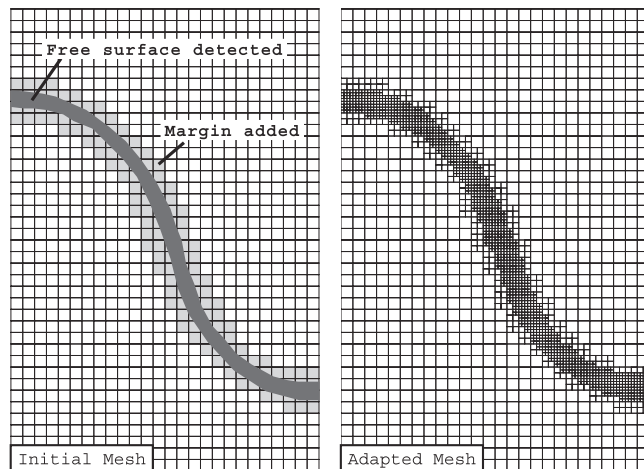 Free surface detected
Margin added
Initial Mesh
Adapted Mesh